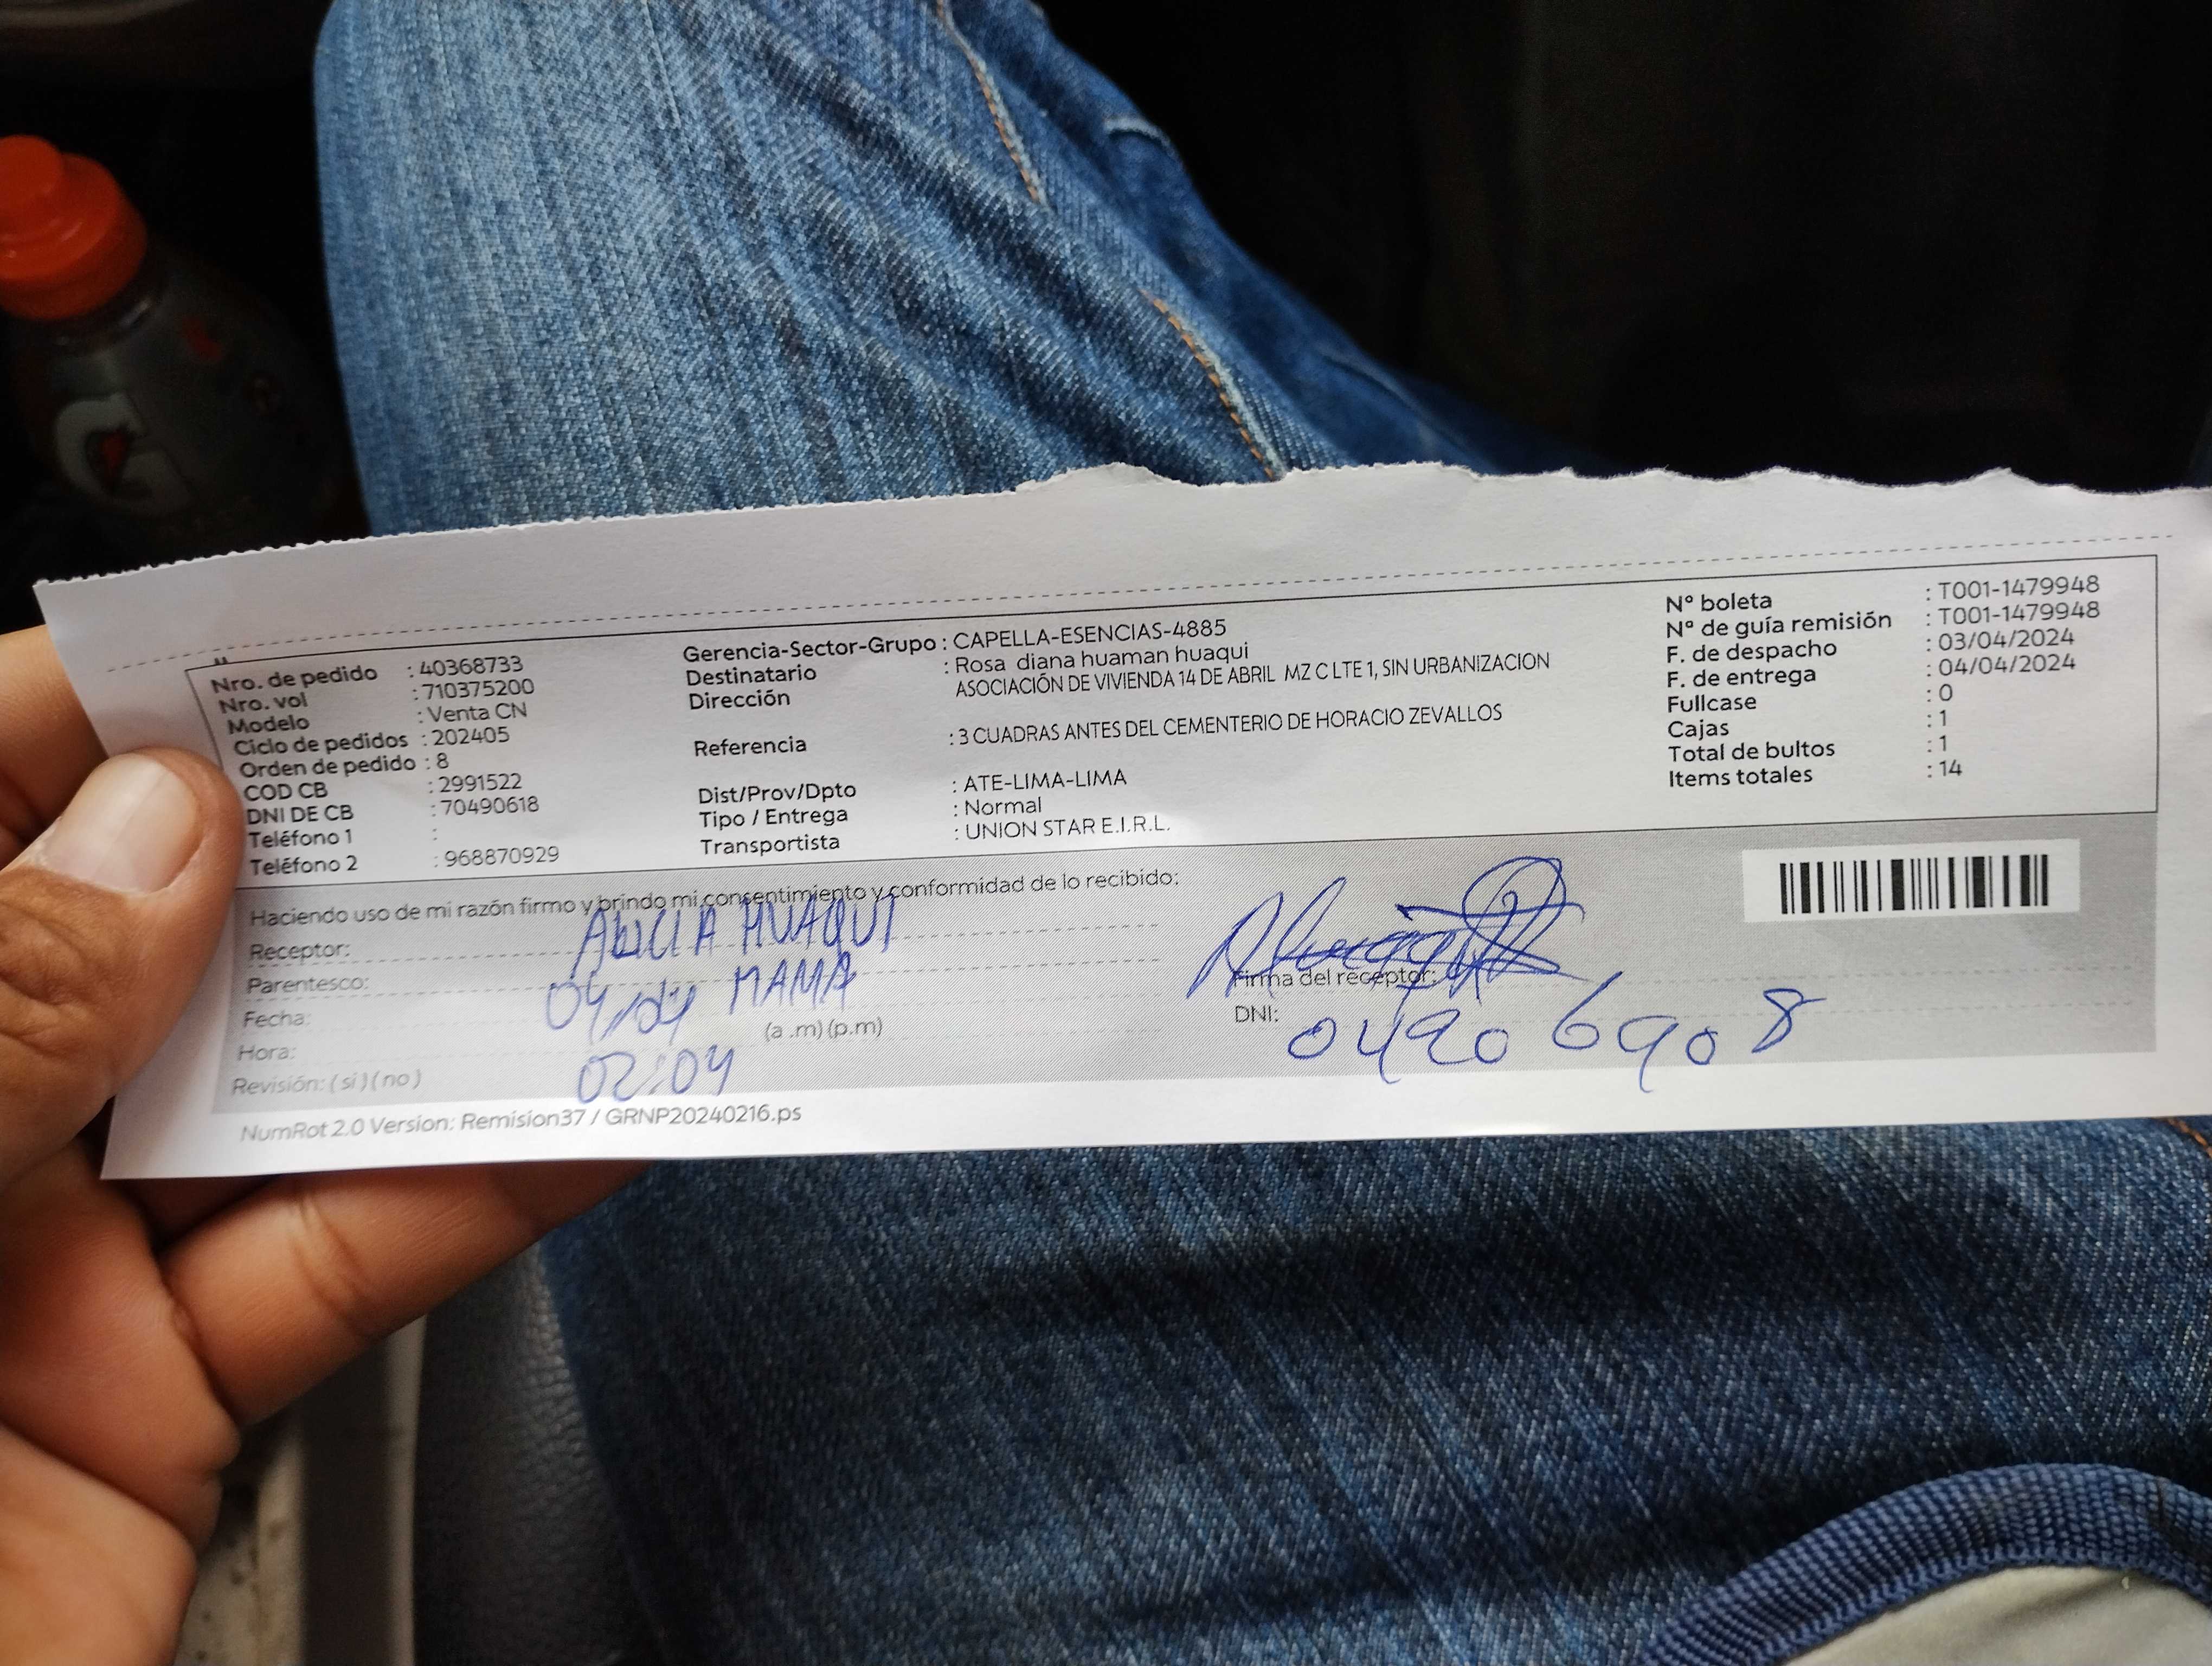 Nro. de pedido : 40368733
Nro. vol : 710375200
Modelo : Venta CN
Ciclo de pedidos : 202405
Orden de pedido : 8
COD CB : 2991522
DNI DE CB : 70490618
Teléfono 1 :
Teléfono 2 : 968870929
Gerencia-Sector-Grupo : CAPELLA-ESENCIAS-4885
Destinatario : Rosa diana huaman huaqui
Dirección ASOCIACIÓN DE VIVIENDA 14 DE ABRIL MZ C LTE 1, SIN URBANIZACION
Referencia : 3 CUADRAS ANTES DEL CEMENTERIO DE HORACIO ZEVALLOS
Dist/Prov/Dpto : ATE-LIMA-LIMA
Tipo / Entrega : Normal
Transportista : UNION STAR E.I.R.L.
N° boleta : T001-1479948
N° de guía remisión : T001-1479948
F. de despacho : 03/04/2024
F. de entrega : 04/04/2024
Fullcase : 0
Cajas : 1
Total de bultos : 1
Items totales : 14
Haciendo uso de mi razón firmo y brindo mi consentimiento y conformidad de lo recibido:
Receptor: HUAQUI
Parentesco: MAMA
Fecha: (a .m) (p.m)
Hora: 02:04
Revisión: ( si ) ( no )
Firma del receptor:
DNI: 04206908
NumRot 2.0 Version: Remision37 / GRNP20240216.ps
G